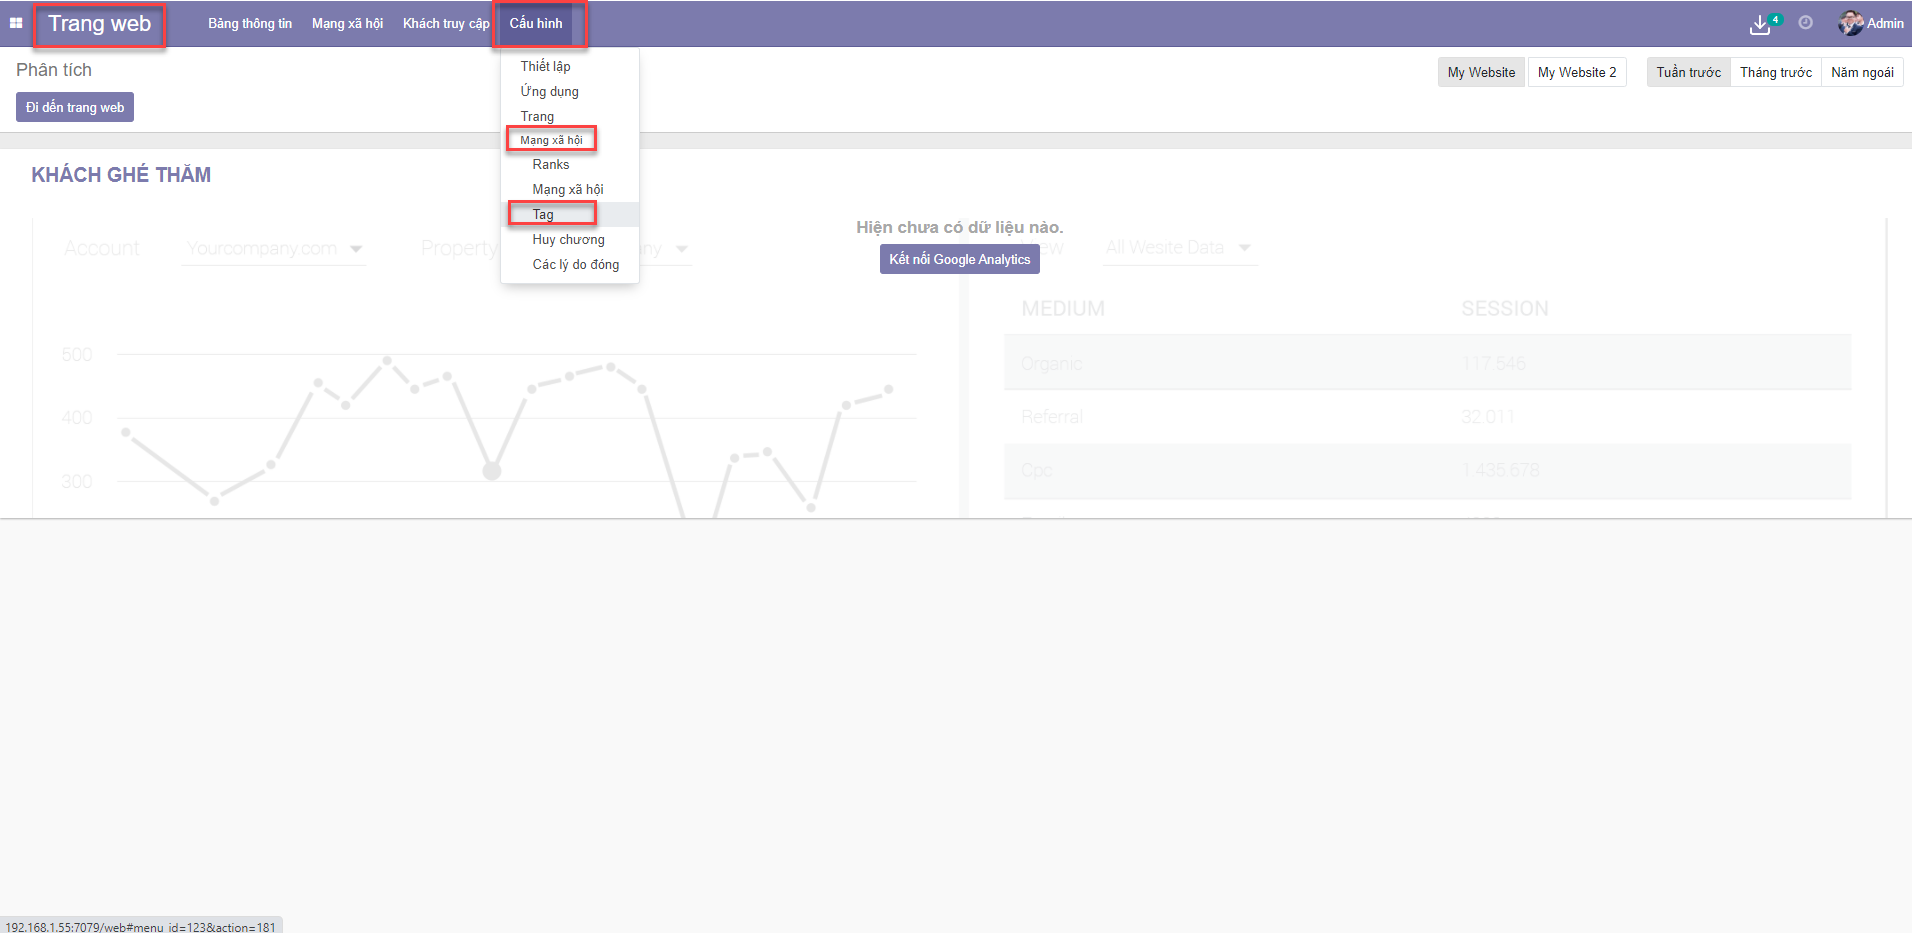 Trang web
Bảng thông tin
Mạng xã hội
Khách truy cập
Cấu hình
4
Admin
Phân tích
Đi đến trang web
My Website
My Website 2
Tuần trước
Tháng trước
Năm ngoái
Thiết lập
Ứng dụng
Trang
Mạng xã hội
Ranks
Mạng xã hội
Tag
Huy chương
Các lý do đóng
KHÁCH GHÉ THĂM
Hiện chưa có dữ liệu nào.
Kết nối Google Analytics
Account
Yourcompany.com
Property
All Wesite Data
MEDIUM
SESSION
500
400
300
Organic
117 546
Referral
32.011
Cpc
1 435 678
192.168.1.55:7079/web#menu_id=123&action=181